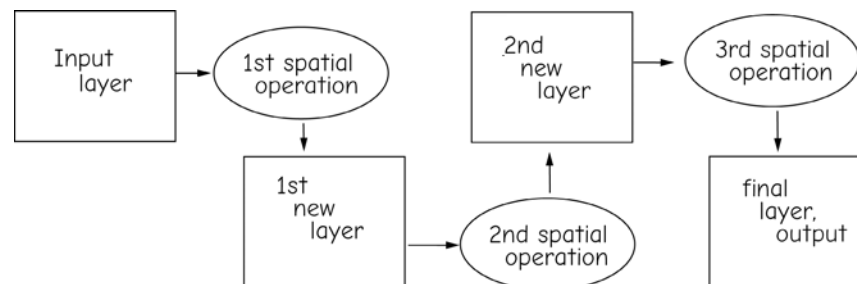 Input
layer
1st spatial
operation
1st
new
layer
2nd spatial
operation
2nd
new
layer
3rd spatial
operation
final
layer,
output